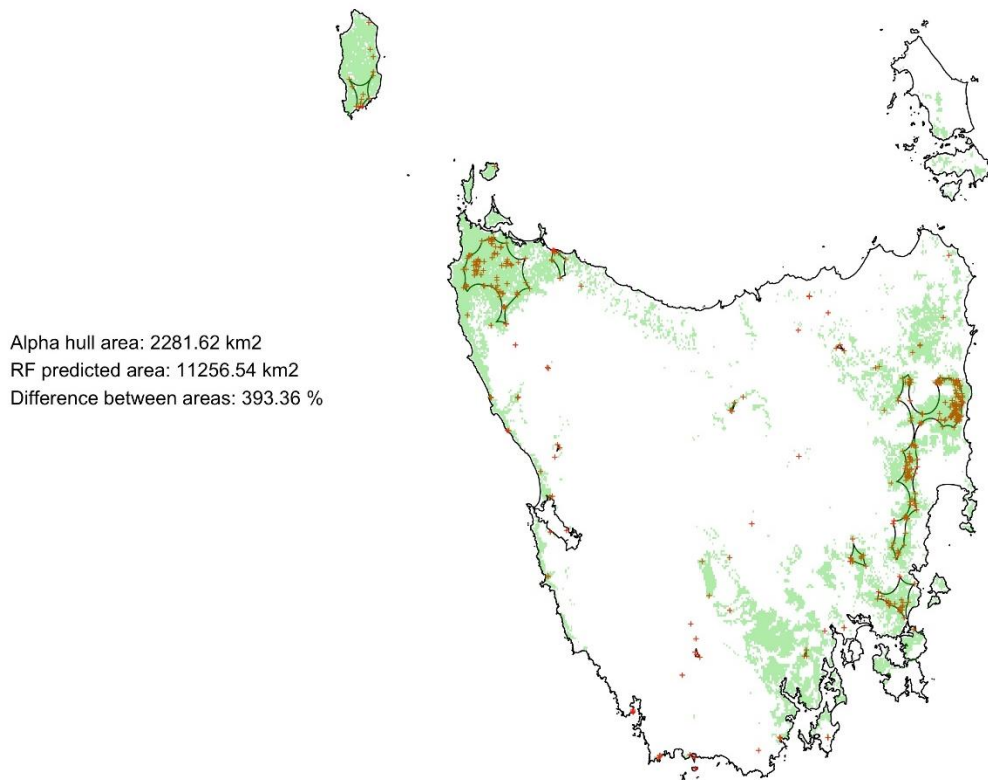 Alpha hull area: 2281.62 km2
RF predicted area: 11256.54 km2
Difference between areas: 393.36 %